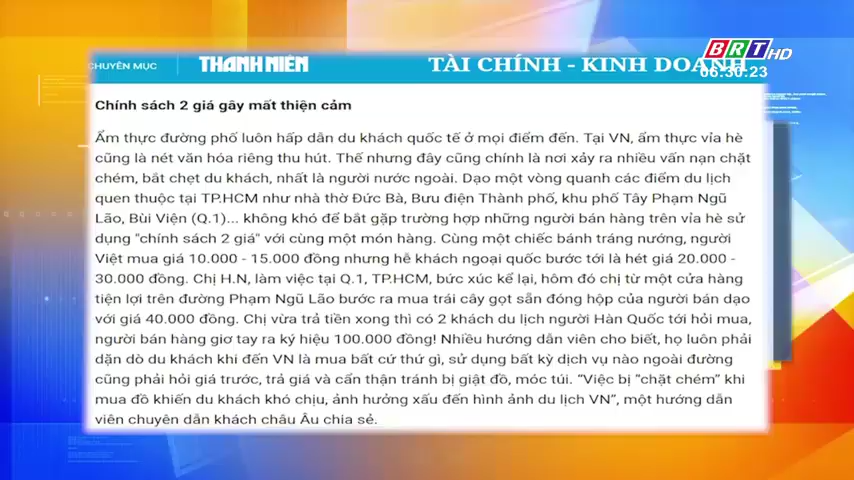 BRT HD
CHUYÊN MỤC THANH NIÊN TÀI CHÍNH - KINH DOANH
06:30:23
Chính sách 2 giá gây mất thiện cảm
Ẩm thực đường phố luôn hấp dẫn du khách quốc tế ở mọi điểm đến. Tại VN, ẩm thực vỉa hè
cũng là nét văn hóa riêng thu hút. Thế nhưng đây cũng chính là nơi xảy ra nhiều vấn nạn chặt
chém, bắt chẹt du khách, nhất là người nước ngoài. Dạo một vòng quanh các điểm du lịch
quen thuộc tại TP.HCM như nhà thờ Đức Bà, Bưu điện Thành phố, khu phố Tây Phạm Ngũ
Lão, Bùi Viện (Q.1)... không khó để bắt gặp trường hợp những người bán hàng trên vỉa hè sử
dụng "chính sách 2 giá" với cùng một món hàng. Cùng một chiếc bánh tráng nướng, người
Việt mua giá 10.000 - 15.000 đồng nhưng hễ khách ngoại quốc bước tới là hét giá 20.000 -
30.000 đồng. Chị H.N, làm việc tại Q.1, TP.HCM, bức xúc kể lại, hôm đó chị từ một cửa hàng
tiện lợi trên đường Phạm Ngũ Lão bước ra mua trái cây gọt sẵn đóng hộp của người bán dạo
với giá 40.000 đồng. Chị vừa trả tiền xong thì có 2 khách du lịch người Hàn Quốc tới hỏi mua,
người bán hàng giơ tay ra ký hiệu 100.000 đồng! Nhiều hướng dẫn viên cho biết, họ luôn phải
dặn dò du khách khi đến VN là mua bất cứ thứ gì, sử dụng bất kỳ dịch vụ nào ngoài đường
cũng phải hỏi giá trước, trả giá và cẩn thận tránh bị giật đồ, móc túi. "Việc bị "chặt chém” khi
mua đồ khiến du khách khó chịu, ảnh hưởng xấu đến hình ảnh du lịch VN", một hướng dẫn
viên chuyên dẫn khách châu Âu chia sẻ.